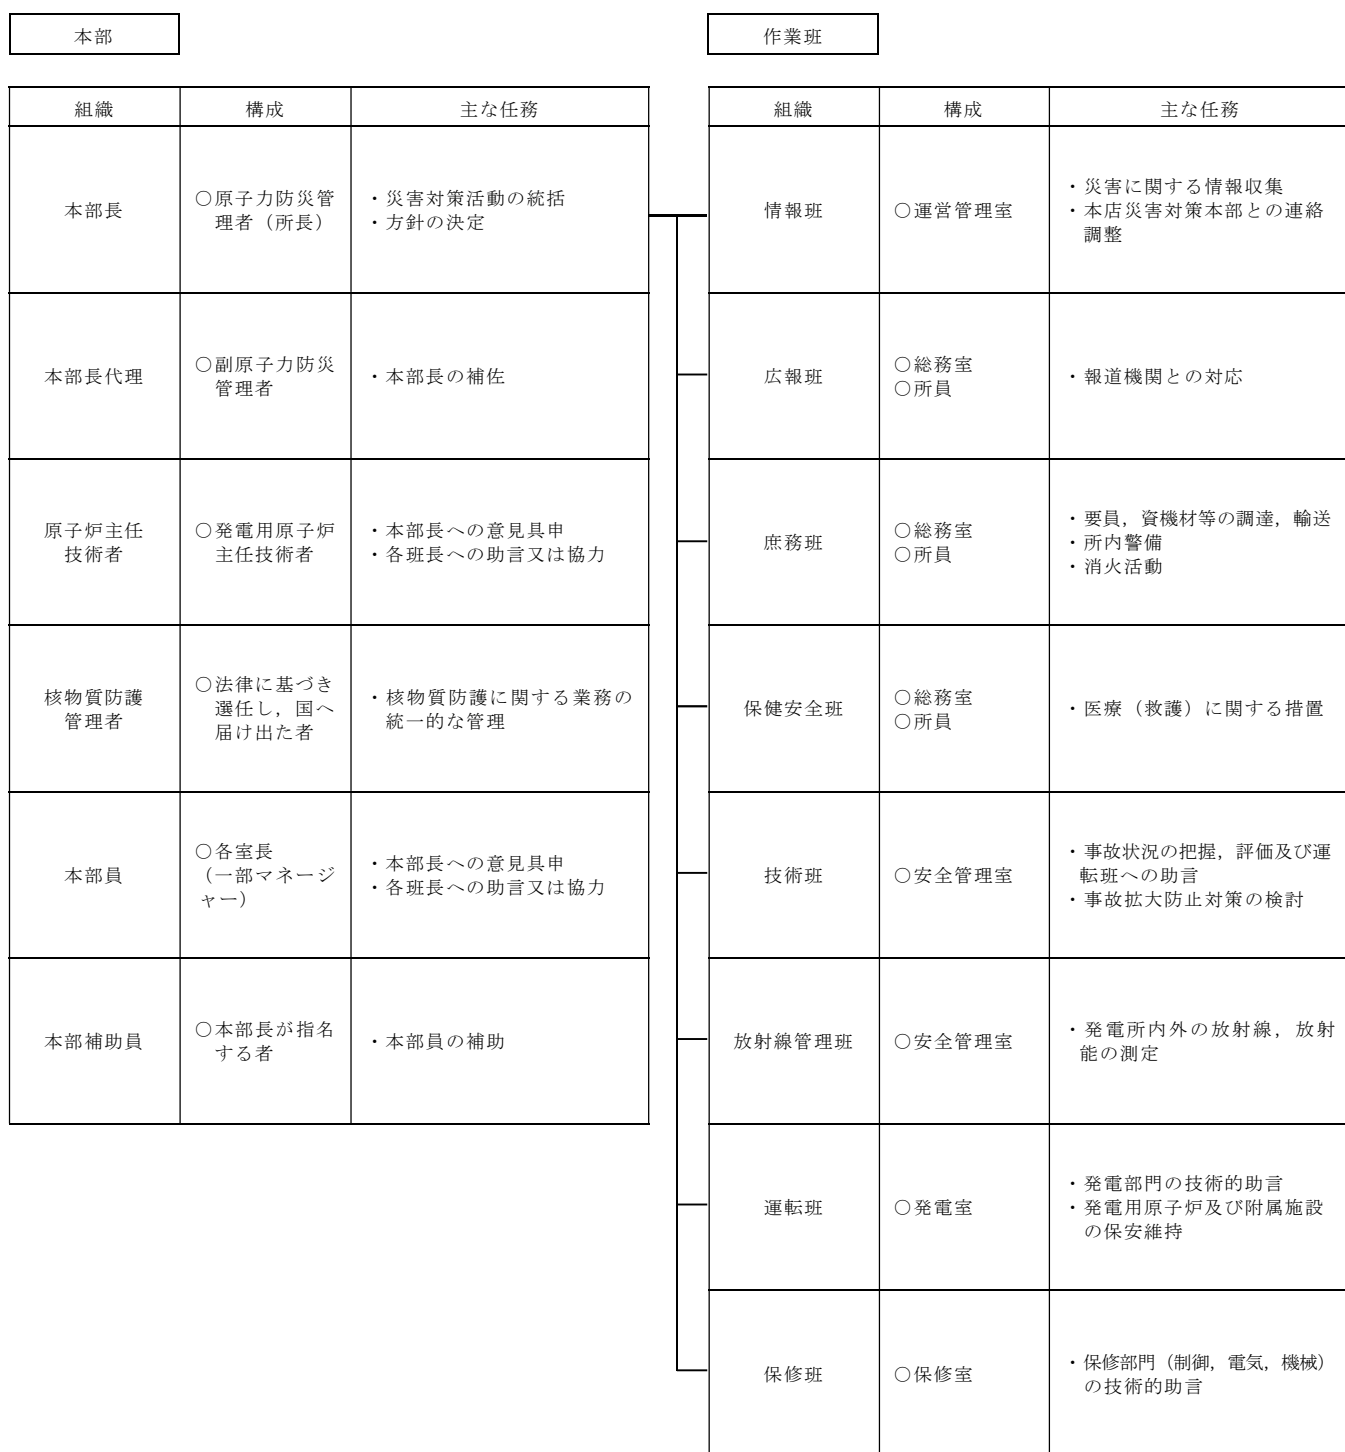 本部
組織
構成
主な任務
本部長
○原子力防災管
理者（所長）
・災害対策活動の統括
・方針の決定
本部長代理
○副原子力防災
管理者
・本部長の補佐
原子炉主任
技術者
○発電用原子炉
主任技術者
・本部長への意見具申
・各班長への助言又は協力
核物質防護
管理者
○法律に基づき
選任し，国へ
届け出た者
・核物質防護に関する業務の
統一的な管理
本部員
○各室長
（一部マネージ
ャー）
・本部長への意見具申
・各班長への助言又は協力
本部補助員
○本部長が指名
する者
・本部員の補助
作業班
組織
構成
主な任務
情報班
○運営管理室
・災害に関する情報収集
・本店災害対策本部との連絡
調整
広報班
○総務室
○所員
・報道機関との対応
庶務班
○総務室
○所員
・要員，資機材等の調達，輸送
・所内警備
・消火活動
保健安全班
○総務室
○所員
・医療（救護）に関する措置
技術班
○安全管理室
・事故状況の把握，評価及び運
転班への助言
・事故拡大防止対策の検討
放射線管理班
○安全管理室
・発電所内外の放射線，放射
能の測定
運転班
○発電室
・発電部門の技術的助言
・発電用原子炉及び附属施設
の保安維持
保修班
○保修室
・保修部門（制御，電気，機械）
の技術的助言